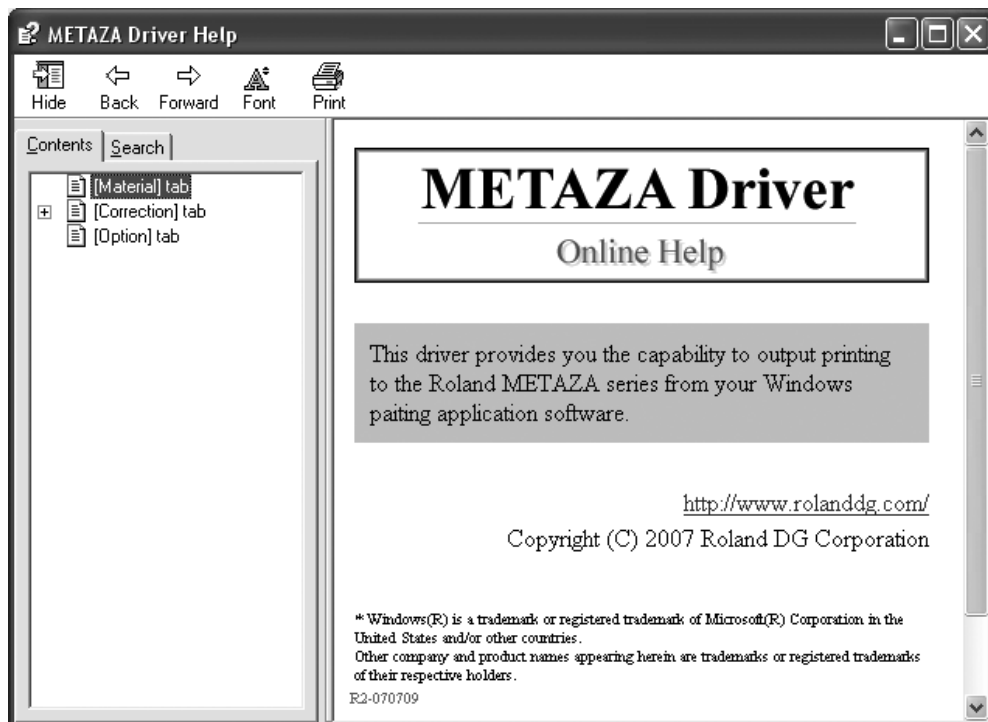 METAZA Driver Help
Hide Back Forward Font Print
Contents Search
[Material] tab
[Correction] tab
[Option] tab
METAZA Driver
Online Help
This driver provides you the capability to output printing
to the Roland METAZA series from your Windows
paiting application software.
http://www.rolanddg.com/
Copyright (C) 2007 Roland DG Corporation
* Windows(R) is a trademark or registered trademark of Microsoft(R) Corporation in the
United States and/or other countries.
Other company and product names appearing herein are trademarks or registered trademarks
of their respective holders.
R2-070709